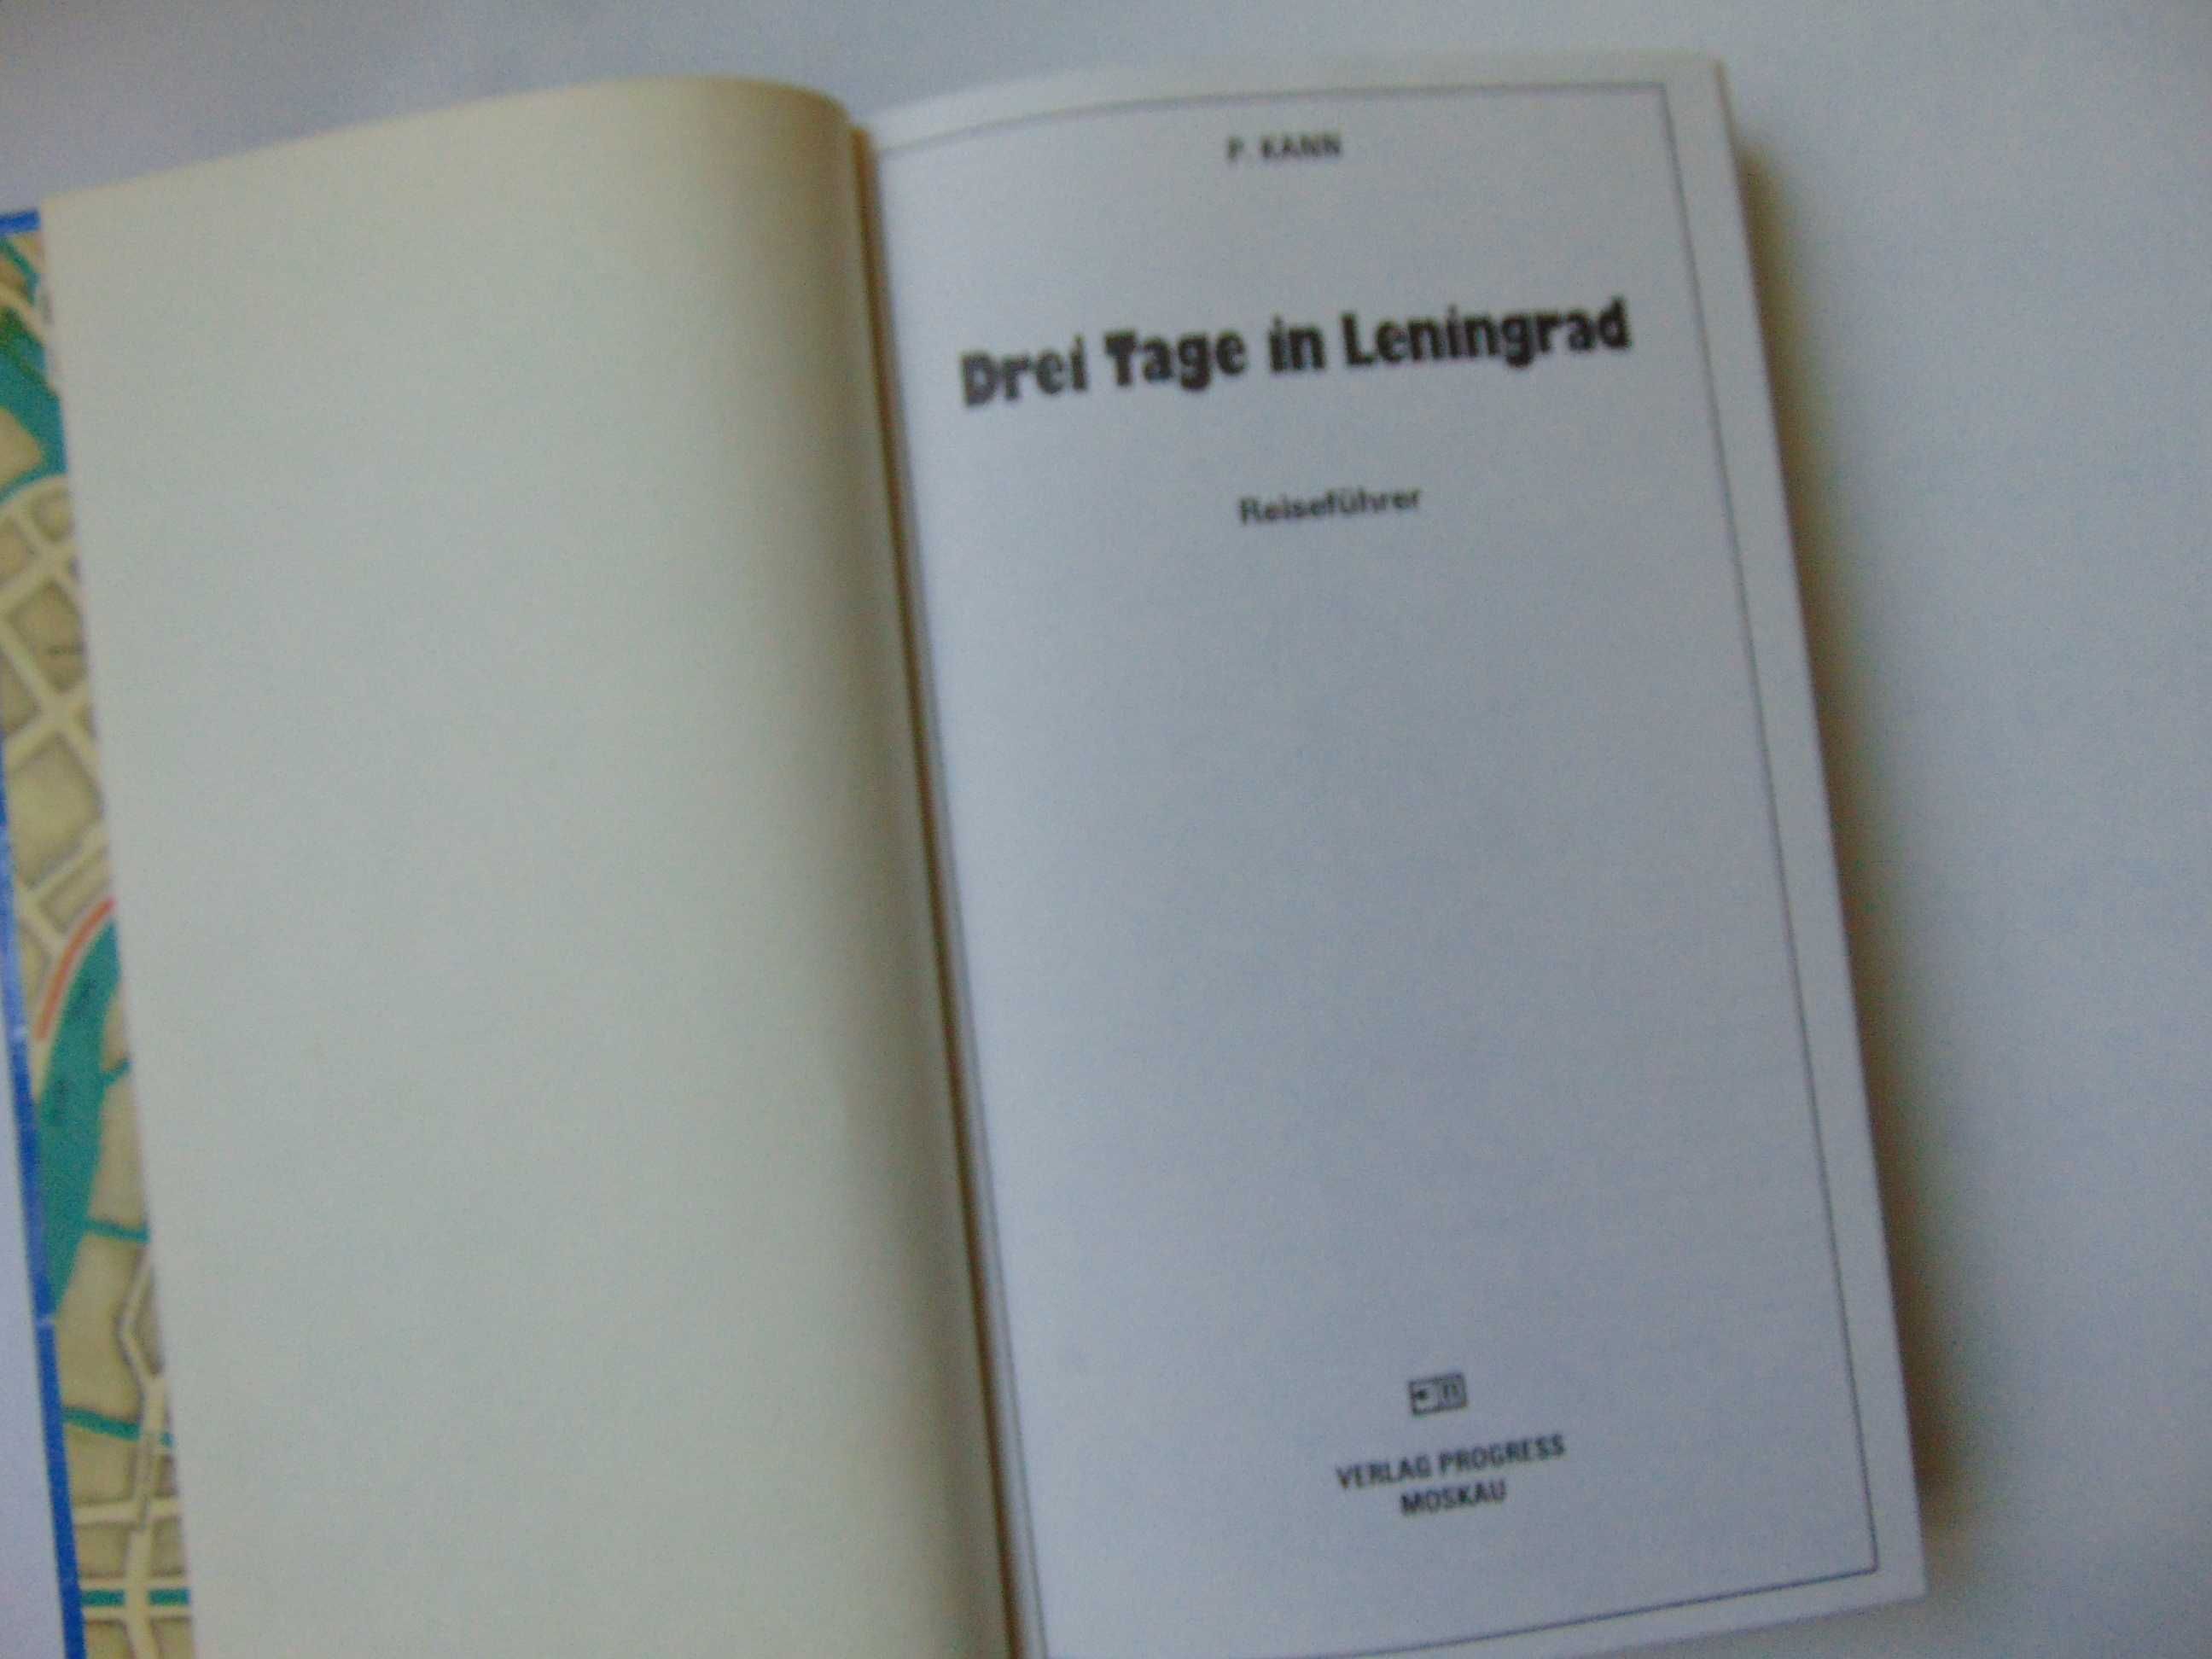 P. KANN
Drei Tage in Leningrad
Reiseführer
VERLAG PROGRESS
MOSKAU